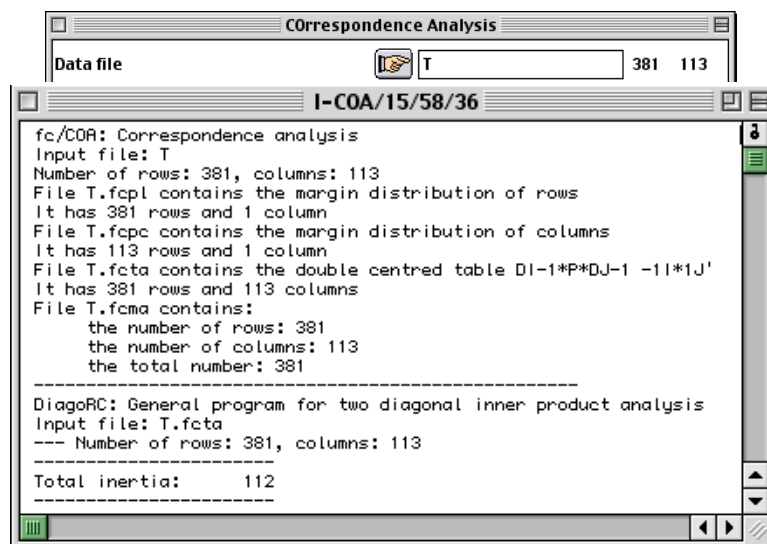 COrrespondence Analysis
Data file T 381 113
I-COA/15/58/36
fc/COA: Correspondence analysis
Input file: T
Number of rows: 381, columns: 113
File T.fcpl contains the margin distribution of rows
It has 381 rows and 1 column
File T.fcpc contains the margin distribution of columns
It has 113 rows and 1 column
File T.fcta contains the double centred table DI-1*P*DJ-1 -1I*1J'
It has 381 rows and 113 columns
File T.fcma contains:
the number of rows: 381
the number of columns: 113
the total number: 381
--------------------------------------------------
DiagoRC: General program for two diagonal inner product analysis
Input file: T.fcta
--- Number of rows: 381, columns: 113
----------------------
Total inertia: 112
----------------------